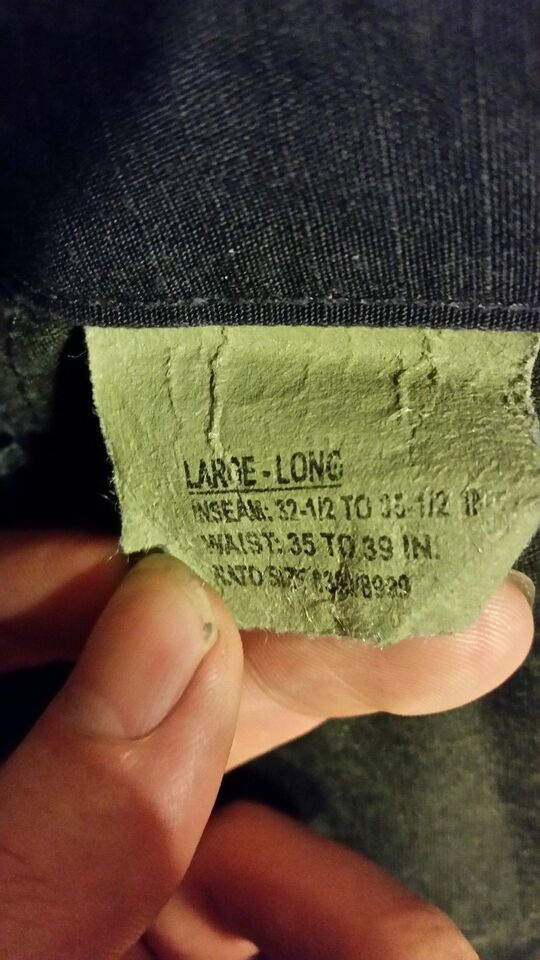 LARGE - LONG
INSEAM: 32-1/2 TO 35-1/2
WAIST: 35 TO 39 IN.
NATO SIZE